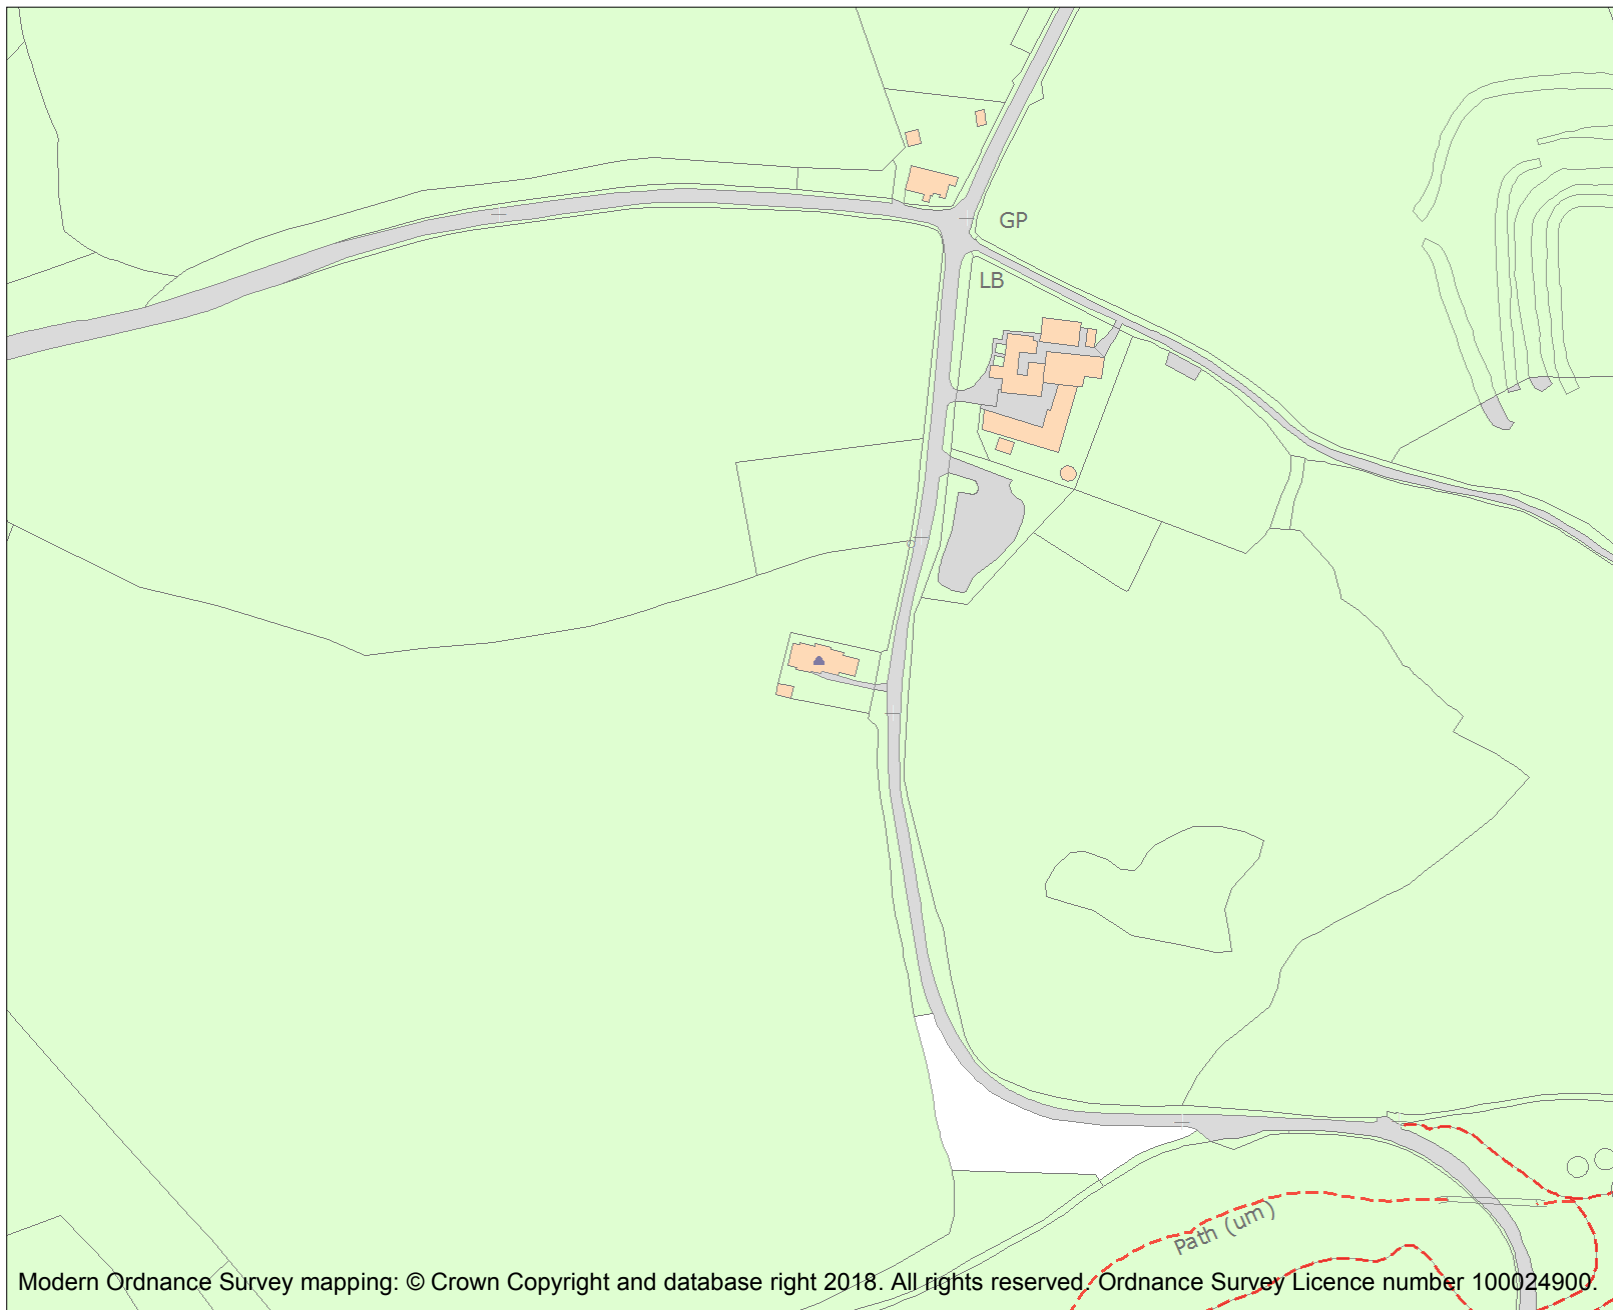 GP
LB
Path (um)
Modern Ordnance Survey mapping: © Crown Copyright and database right 2018. All rights reserved. Ordnance Survey Licence number 100024900.